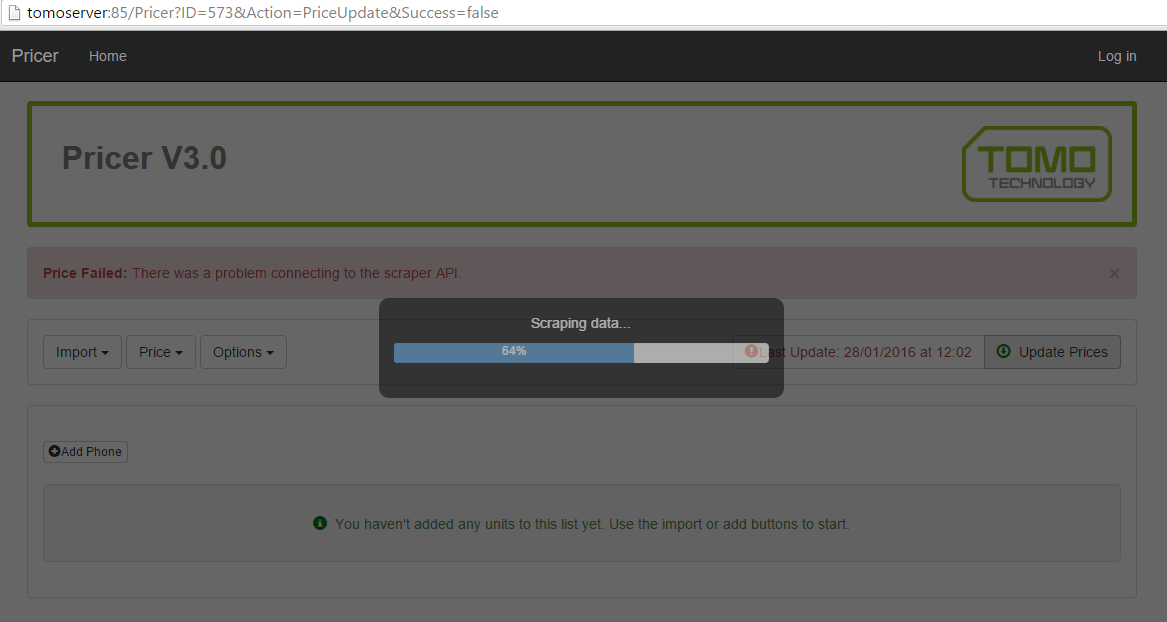 tomoserver:85/Pricer?ID=573&Action=PriceUpdate&Success=false
Pricer Home Log in
Pricer V3.0
TOMO
TECHNOLOGY
Price Failed: There was a problem connecting to the scraper API. ×
Scraping data...
64%
Import Price Options Last Update: 28/01/2016 at 12:02 Update Prices
Add Phone
You haven't added any units to this list yet. Use the import or add buttons to start.